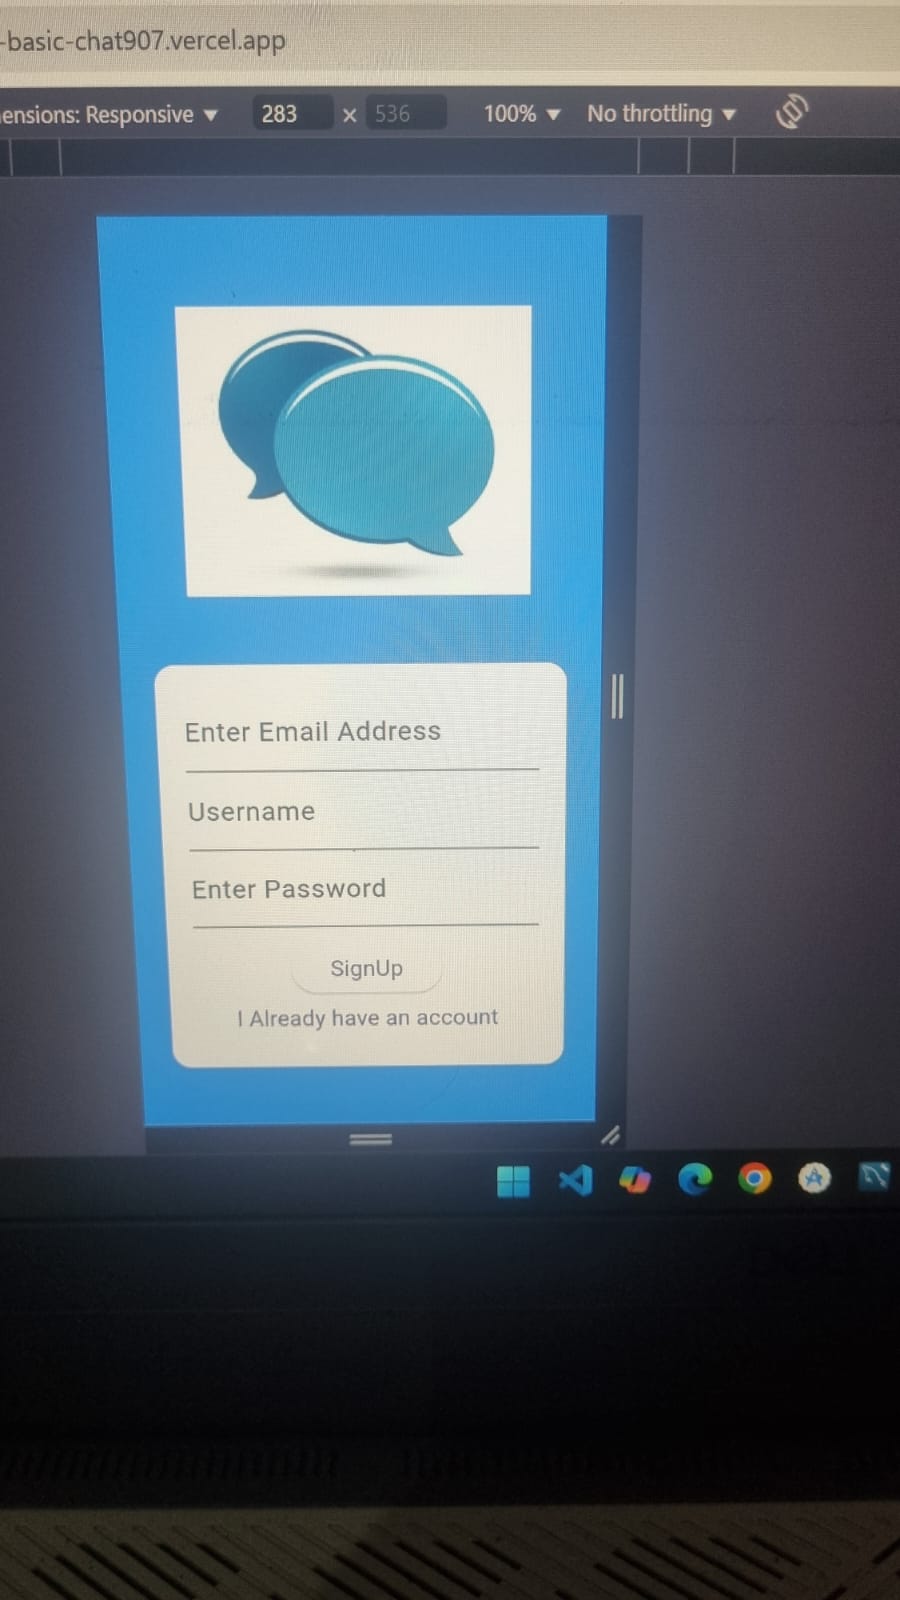 -basic-chat907.vercel.app
ensions: Responsive 283 × 536 100% No throttling
Enter Email Address
Username
Enter Password
SignUp
I Already have an account